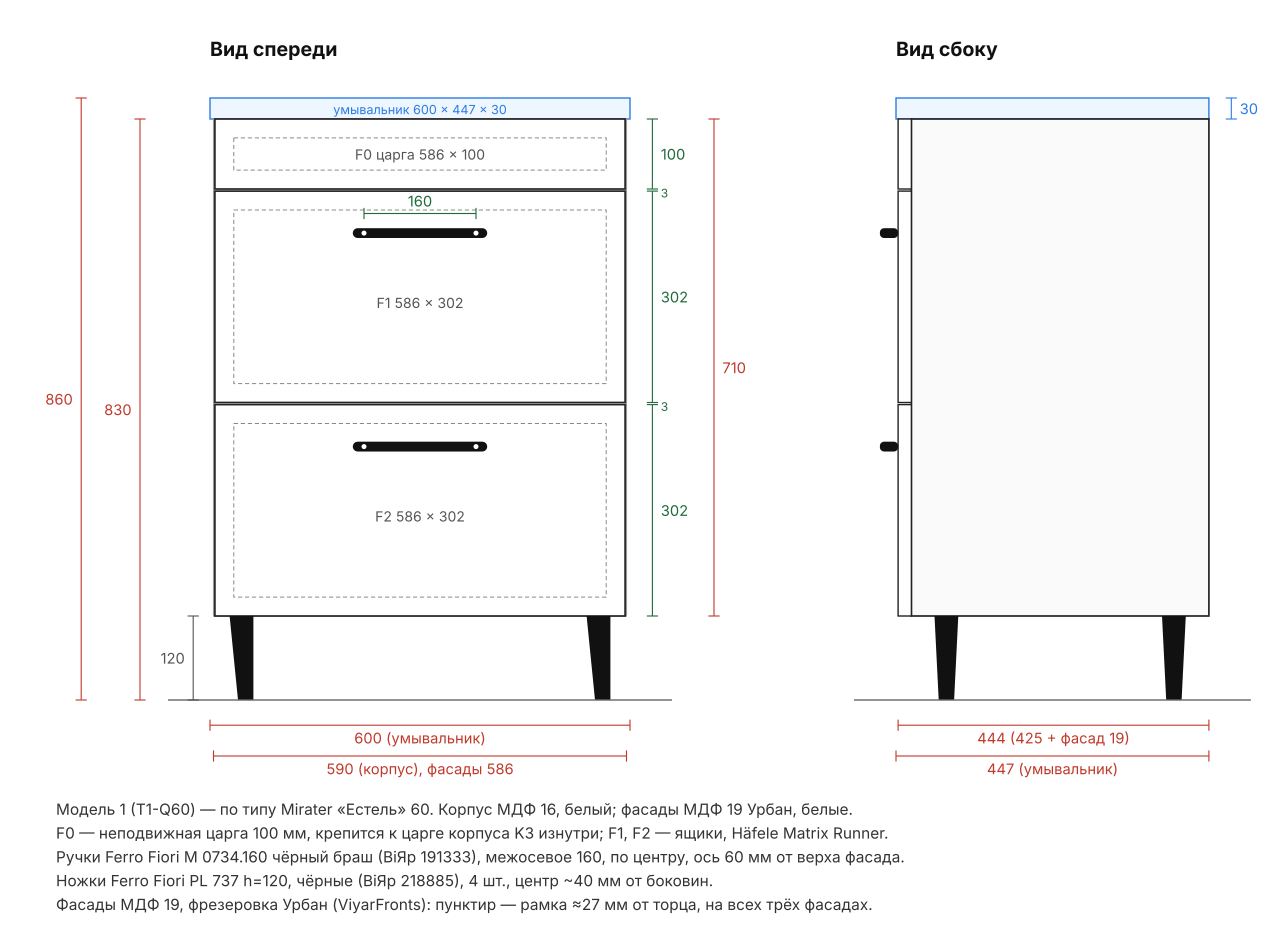 Вид спереди
Вид сбоку
умывальник 600 × 447 × 30
30
F0 царга 586 × 100
100
3
160
F1 586 × 302
302
710
860
830
3
F2 586 × 302
302
120
600 (умывальник)
444 (425 + фасад 19)
590 (корпус), фасады 586
447 (умывальник)
Модель 1 (T1-Q60) — по типу Mirater «Естель» 60. Корпус МДФ 16, белый; фасады МДФ 19 Урбан, белые.
F0 — неподвижная царга 100 мм, крепится к царге корпуса К3 изнутри; F1, F2 — ящики, Häfele Matrix Runner.
Ручки Ferro Fiori M 0734.160 чёрный браш (ВіЯр 191333), межосевое 160, по центру, ось 60 мм от верха фасада.
Ножки Ferro Fiori PL 737 h=120, чёрные (ВіЯр 218885), 4 шт., центр ~40 мм от боковин.
Фасады МДФ 19, фрезеровка Урбан (ViyarFronts): пунктир — рамка ≈27 мм от торца, на всех трёх фасадах.